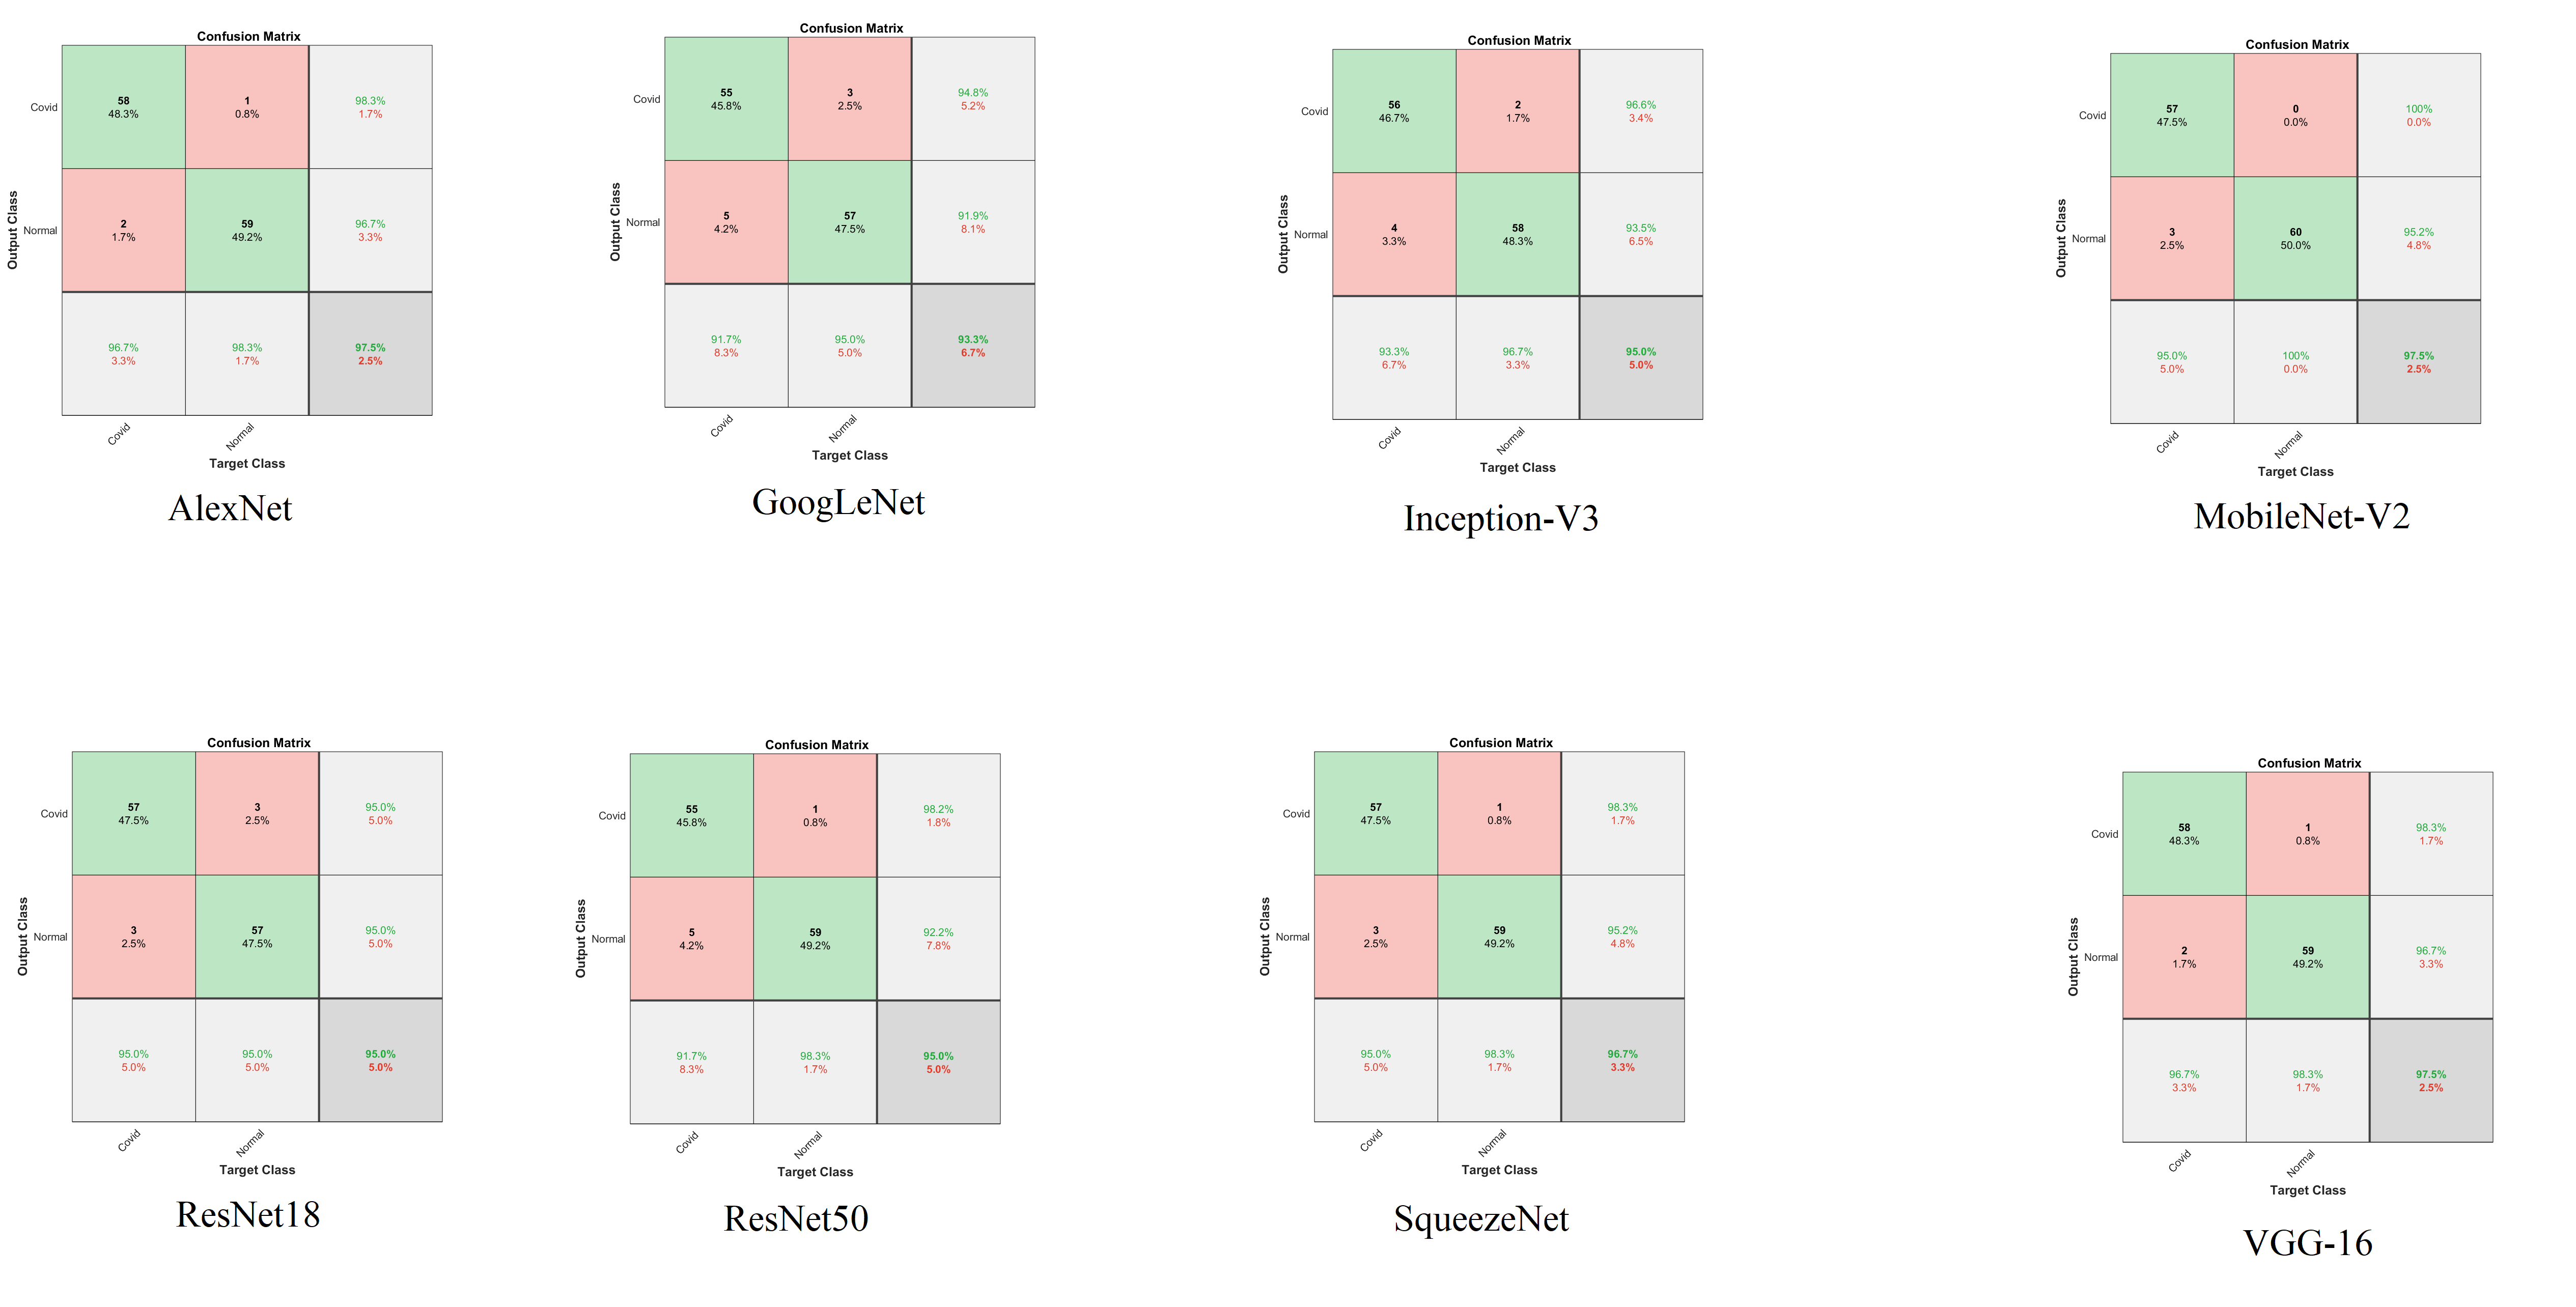 Confusion Matrix
Output Class
Covid
58
48.3%
1
0.8%
98.3%
1.7%
Normal
2
1.7%
59
49.2%
96.7%
3.3%
96.7%
3.3%
98.3%
1.7%
97.5%
2.5%
Covid
Normal
Target Class
AlexNet
Confusion Matrix
Output Class
Covid
55
45.8%
3
2.5%
94.8%
5.2%
Normal
5
4.2%
57
47.5%
91.9%
8.1%
91.7%
8.3%
95.0%
5.0%
93.3%
6.7%
Covid
Normal
Target Class
GoogLeNet
Confusion Matrix
Output Class
Covid
56
46.7%
2
1.7%
96.6%
3.4%
Normal
4
3.3%
58
48.3%
93.5%
6.5%
93.3%
6.7%
96.7%
3.3%
95.0%
5.0%
Covid
Normal
Target Class
Inception-V3
Confusion Matrix
Output Class
Covid
57
47.5%
0
0.0%
100%
0.0%
Normal
3
2.5%
60
50.0%
95.2%
4.8%
95.0%
5.0%
100%
0.0%
97.5%
2.5%
Covid
Normal
Target Class
MobileNet-V2
Confusion Matrix
Output Class
Covid
57
47.5%
3
2.5%
95.0%
5.0%
Normal
3
2.5%
57
47.5%
95.0%
5.0%
95.0%
5.0%
95.0%
5.0%
95.0%
5.0%
Covid
Normal
Target Class
ResNet18
Confusion Matrix
Output Class
Covid
55
45.8%
1
0.8%
98.2%
1.8%
Normal
5
4.2%
59
49.2%
92.2%
7.8%
91.7%
8.3%
98.3%
1.7%
95.0%
5.0%
Covid
Normal
Target Class
ResNet50
Confusion Matrix
Output Class
Covid
57
47.5%
1
0.8%
98.3%
1.7%
Normal
3
2.5%
59
49.2%
95.2%
4.8%
95.0%
5.0%
98.3%
1.7%
96.7%
3.3%
Covid
Normal
Target Class
SqueezeNet
Confusion Matrix
Output Class
Covid
58
48.3%
1
0.8%
98.3%
1.7%
Normal
2
1.7%
59
49.2%
96.7%
3.3%
96.7%
3.3%
98.3%
1.7%
97.5%
2.5%
Covid
Normal
Target Class
VGG-16